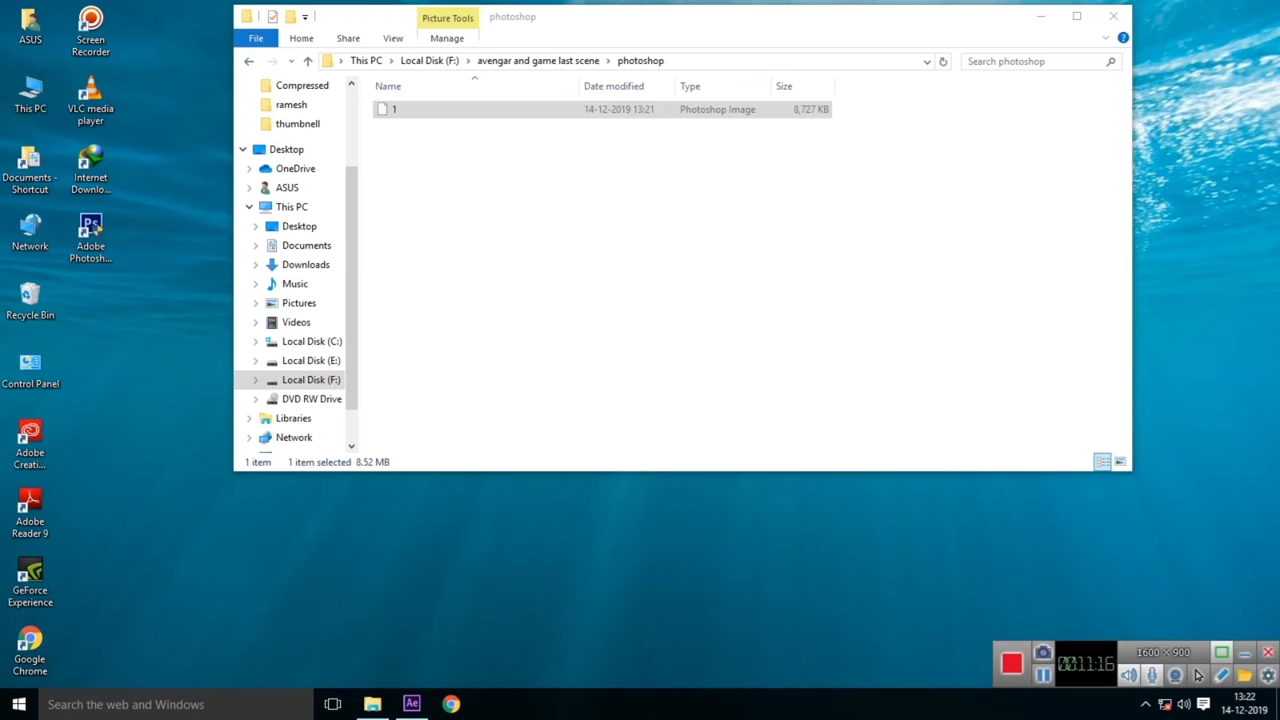 ASUS
Screen
Recorder
This PC
VLC media
player
Documents -
Shortcut
Internet
Downlo...
Network
Adobe
Photosh...
Recycle Bin
Control Panel
Adobe
Creati...
Adobe
Reader 9
GeForce
Experience
Google
Chrome
Picture Tools
photoshop
File
Home
Share
View
Manage
This PC
Local Disk (F:)
avengar and game last scene
photoshop
Search photoshop
Name
Date modified
Type
Size
1
14-12-2019 13:21
Photoshop Image
8,727 KB
Compressed
ramesh
thumbnell
Desktop
OneDrive
ASUS
This PC
Desktop
Documents
Downloads
Music
Pictures
Videos
Local Disk (C:)
Local Disk (E:)
Local Disk (F:)
DVD RW Drive
Libraries
Network
1 item
1 item selected 8.52 MB
1600 × 900
00:11:16
Search the web and Windows
Ae
13:22
14-12-2019